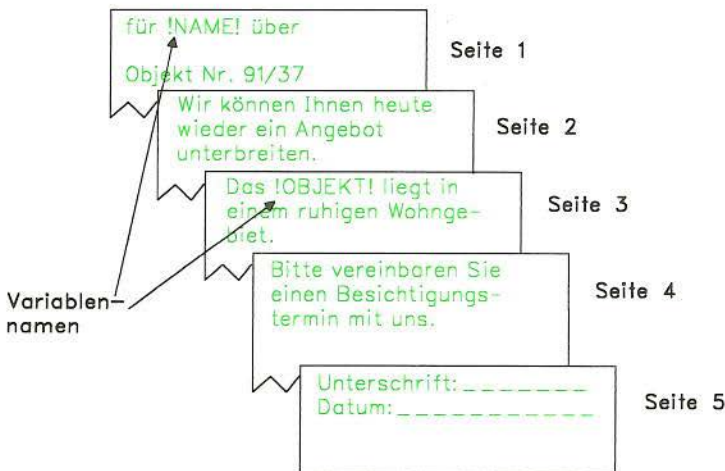 für !NAME! über
Objekt Nr. 91/37
Seite 1
Wir können Ihnen heute
wieder ein Angebot
unterbreiten.
Seite 2
Das !OBJEKT! liegt in
einem ruhigen Wohnge-
biet.
Seite 3
Bitte vereinbaren Sie
einen Besichtigungs-
termin mit uns.
Seite 4
Variablen-
namen
Unterschrift:_______
Datum:___________
Seite 5